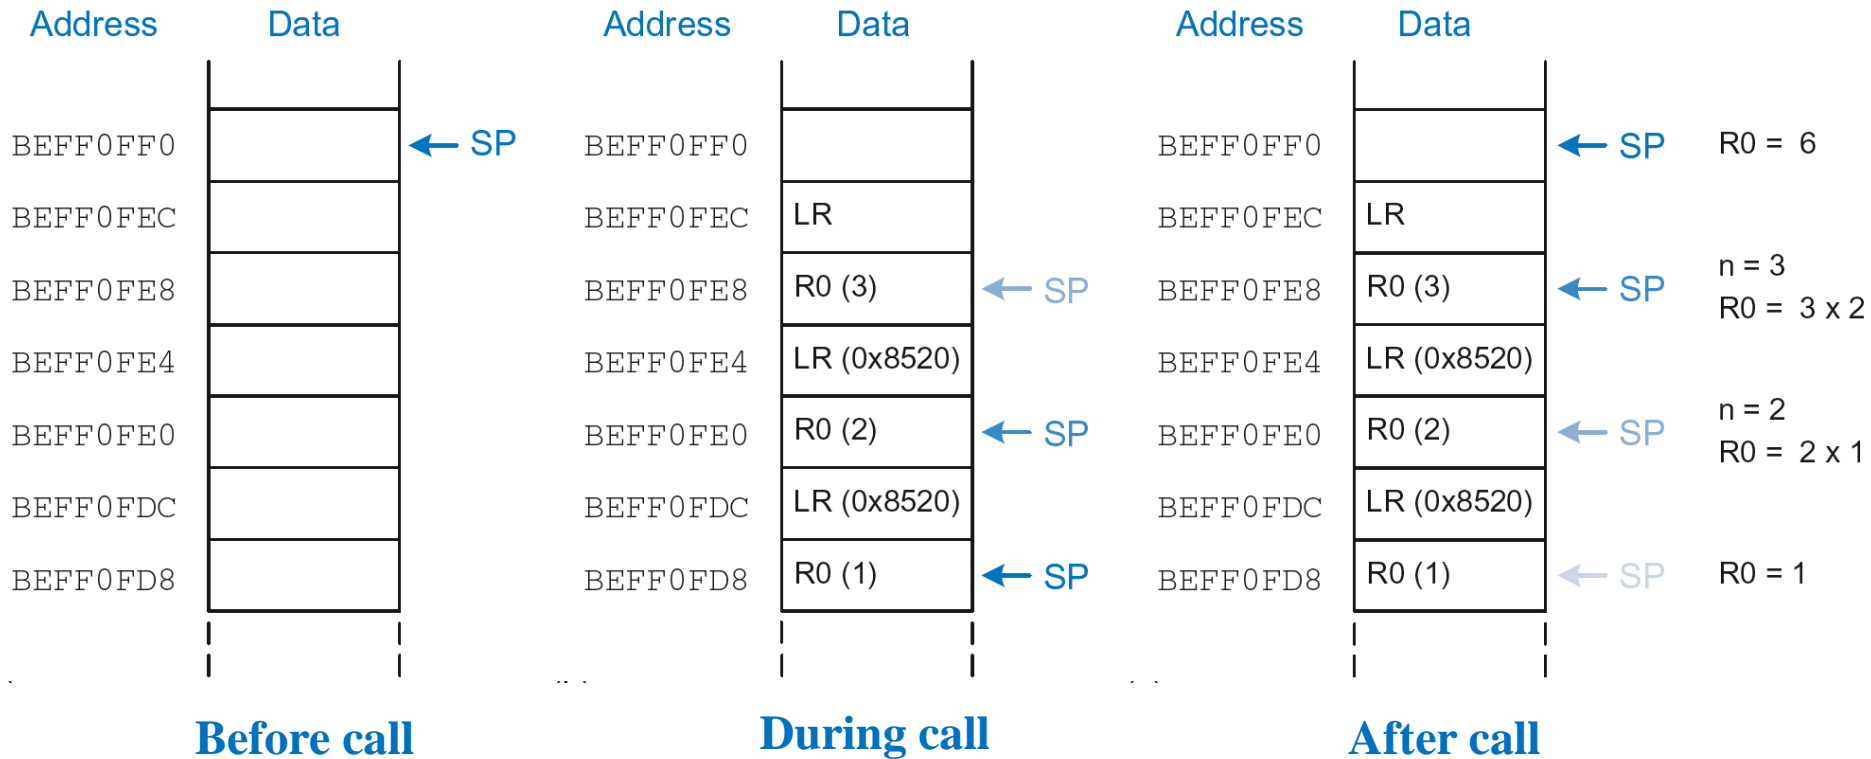 Address Data Address Data Address Data
BEFF0FF0 SP BEFF0FF0 BEFF0FF0 SP R0 = 6
BEFF0FEC BEFF0FEC LR BEFF0FEC LR
n = 3
BEFF0FE8 BEFF0FE8 R0 (3) SP BEFF0FE8 R0 (3) SP
R0 = 3 x 2
BEFF0FE4 BEFF0FE4 LR (0x8520) BEFF0FE4 LR (0x8520)
n = 2
BEFF0FE0 BEFF0FE0 R0 (2) SP BEFF0FE0 R0 (2) SP
R0 = 2 x 1
BEFF0FDC BEFF0FDC LR (0x8520) BEFF0FDC LR (0x8520)
BEFF0FD8 BEFF0FD8 R0 (1) SP BEFF0FD8 R0 (1) SP R0 = 1
Before call During call After call